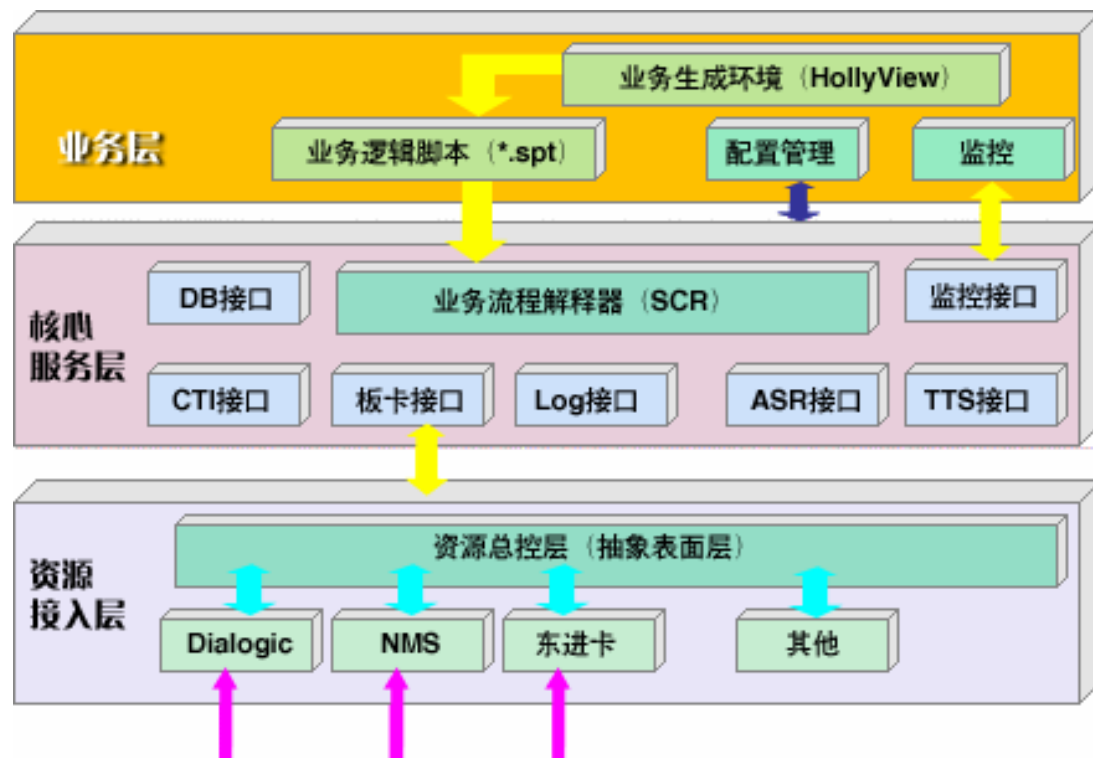 业务生成环境（HollyView）
业务层
业务逻辑脚本（*.spt）
配置管理
监控
DB接口
业务流程解释器（SCR）
监控接口
核心
服务层
CTI接口
板卡接口
Log接口
ASR接口
TTS接口
资源总控层（抽象表面层）
资源
接入层
Dialogic
NMS
东进卡
其他